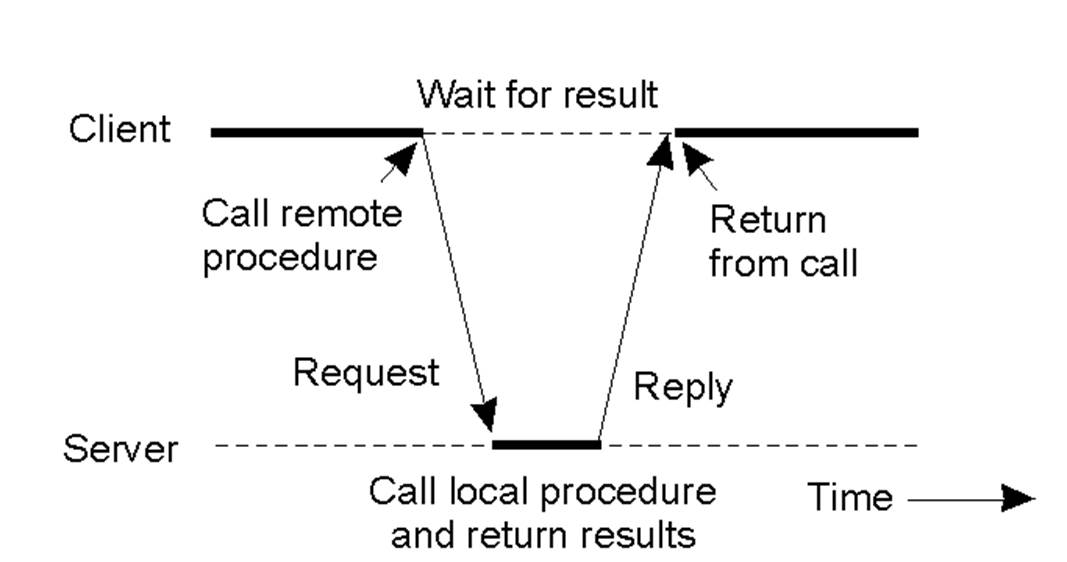 Wait for result
Client
Call remote
procedure
Return
from call
Request
Reply
Server
Call local procedure
and return results
Time